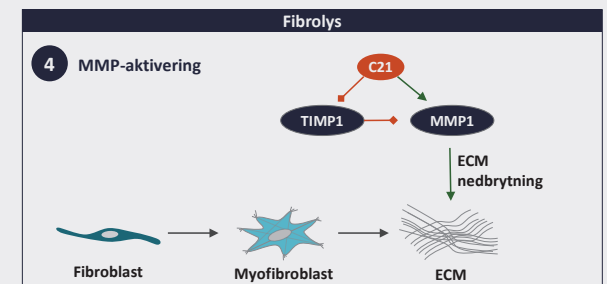 Fibrolys
4 MMP-aktivering
C21
TIMP1 MMP1
ECM
nedbrytning
Fibroblast Myofibroblast ECM